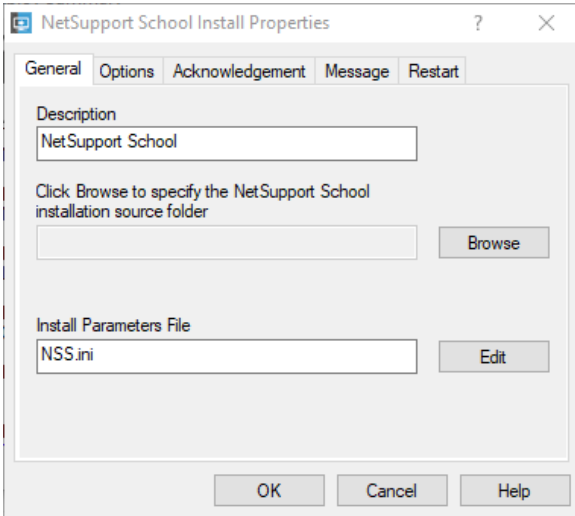 NetSupport School Install Properties
?
General Options Acknowledgement Message Restart
Description
NetSupport School
Click Browse to specify the NetSupport School
installation source folder
Browse
Install Parameters File
NSS.ini
Edit
OK Cancel Help